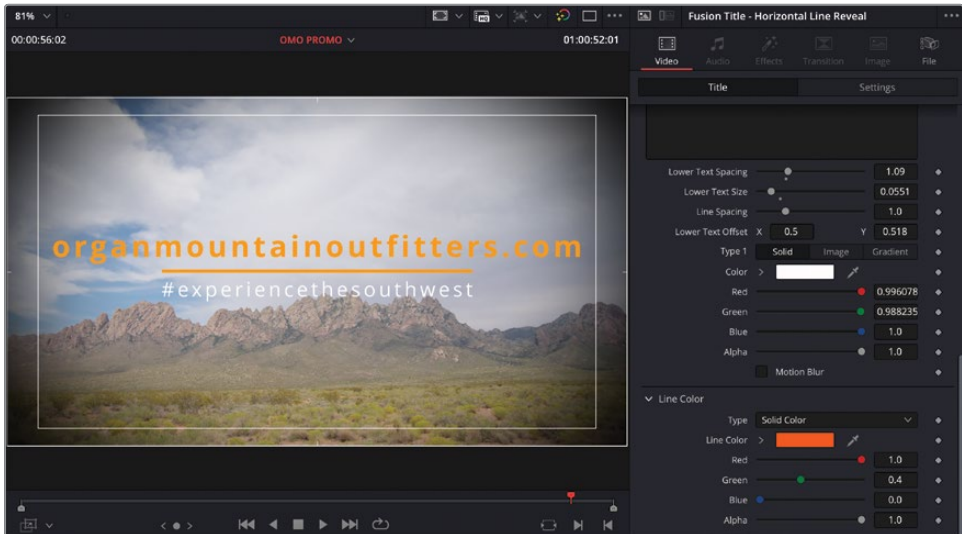 81%
Fusion Title - Horizontal Line Reveal
00:00:56:02
OMO PROMO
01:00:52:01
Video Audio Effects Transition Image File
Title Settings
organmountainoutfitters.com
#experiencethesouthwest
Lower Text Spacing 1.09
Lower Text Size 0.0551
Line Spacing 1.0
Lower Text Offset X 0.5 Y 0.518
Type 1 Solid Image Gradient
Color
Red 0.996078
Green 0.988235
Blue 1.0
Alpha 1.0
Motion Blur
Line Color
Type Solid Color
Line Color
Red 1.0
Green 0.4
Blue 0.0
Alpha 1.0